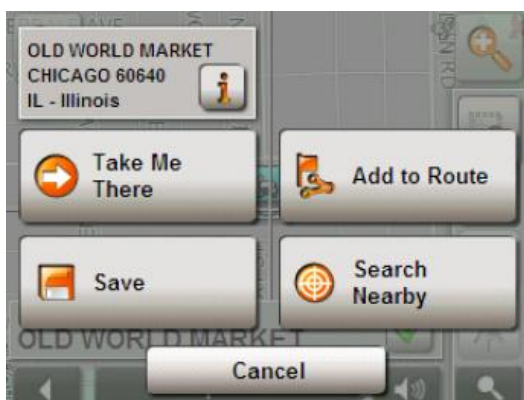 OLD WORLD MARKET
CHICAGO 60640
IL - Illinois
i
Take Me
There
Add to Route
Save
Search
Nearby
OLD WORLD MARKET
Cancel